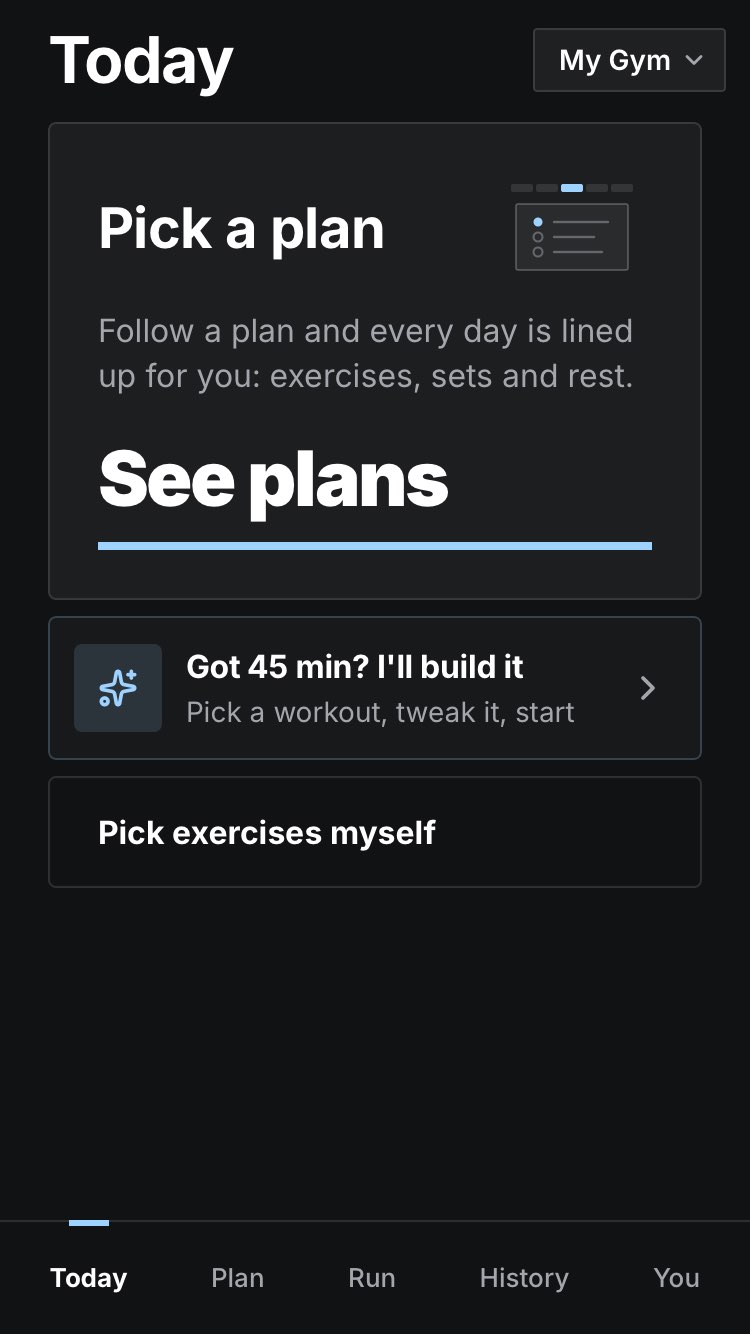 Today
My Gym
Pick a plan
Follow a plan and every day is lined
up for you: exercises, sets and rest.
See plans
Got 45 min? I'll build it
Pick a workout, tweak it, start
Pick exercises myself
Today
Plan
Run
History
You